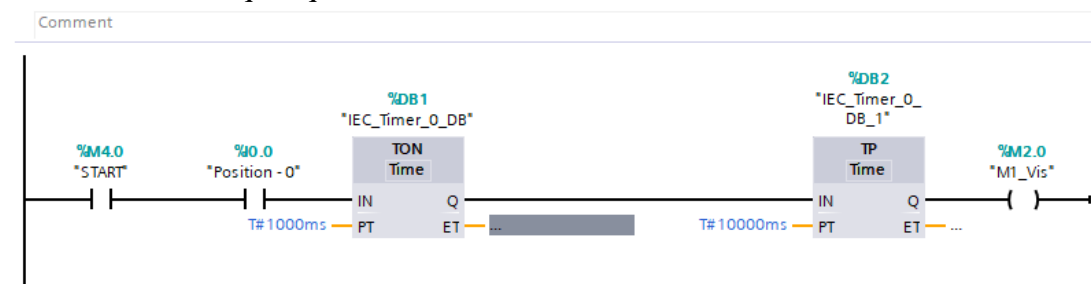 Comment
%DB1
"IEC_Timer_0_DB"
%DB2
"IEC_Timer_0_
DB_1"
%M4.0
"START"
%I0.0
"Position - 0"
TON
Time
TP
Time
%M2.0
"M1_Vis"
IN Q
IN Q
T#1000ms PT ET ...
T#10000ms PT ET ...